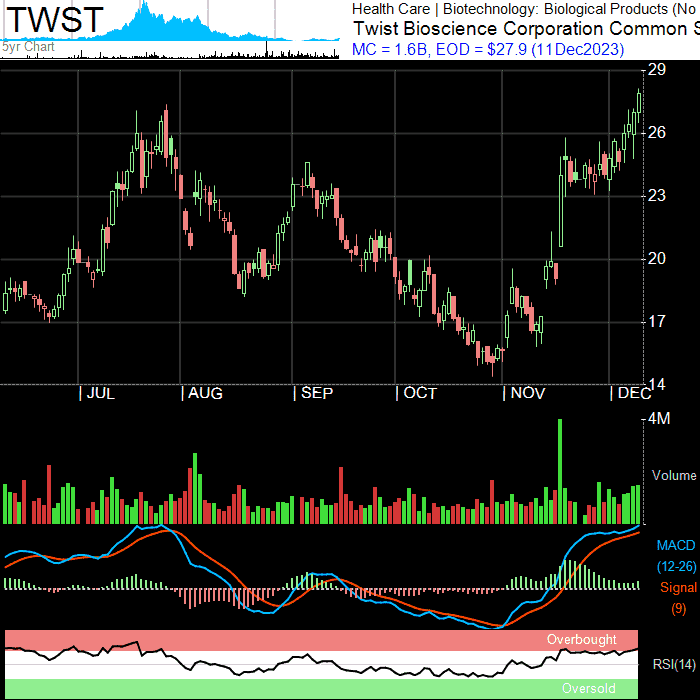 TWST
Health Care | Biotechnology: Biological Products (No
Twist Bioscience Corporation Common S
5yr Chart
MC = 1.6B, EOD = $27.9 (11Dec2023)
29
26
23
20
17
14
| JUL | AUG | SEP | OCT | NOV | DEC
4M
Volume
MACD
(12-26)
Signal
(9)
Overbought
RSI(14)
Oversold